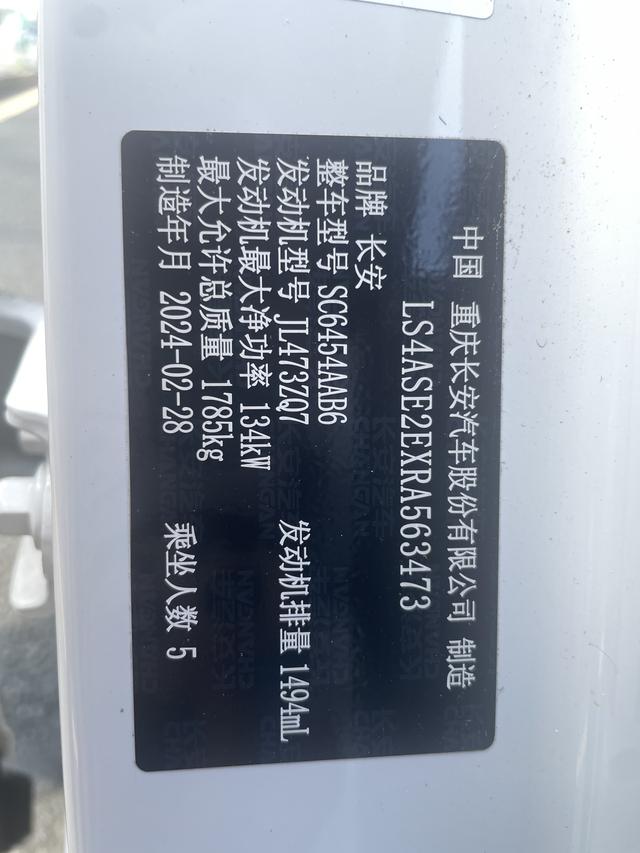 中国 重庆长安汽车股份有限公司 制造
LS4ASE2EXRA563473
品牌 长安
整车型号 SC6454AAB6
发动机型号 JL473ZQ7 发动机排量 1494mL
发动机最大净功率 134kW
最大允许总质量 1785kg
制造年月 2024-02-28 乘坐人数 5